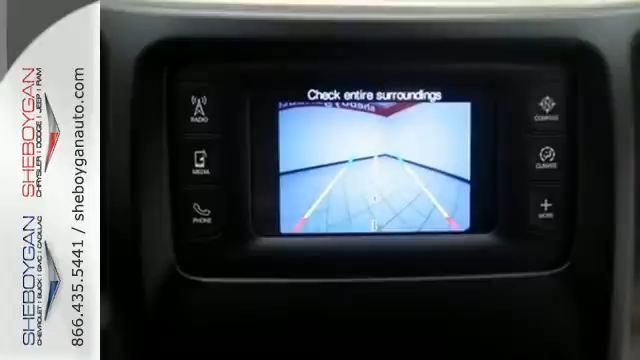 SHEBOYGAN
CHRYSLER | DODGE | JEEP | RAM
SHEBOYGAN
CHEVROLET | BUICK | GMC | CADILLAC
866.435.5441 / sheboyganauto.com
Check entire surroundings
RADIO
MEDIA
PHONE
COMPASS
CLIMATE
MORE